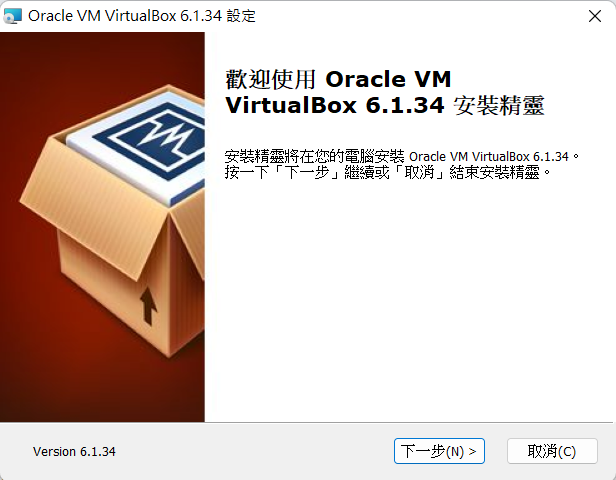 Oracle VM VirtualBox 6.1.34 設定
歡迎使用 Oracle VM
VirtualBox 6.1.34 安裝精靈
安裝精靈將在您的電腦安裝 Oracle VM VirtualBox 6.1.34。
按一下「下一步」繼續或「取消」結束安裝精靈。
Version 6.1.34
下一步(N) >
取消(C)